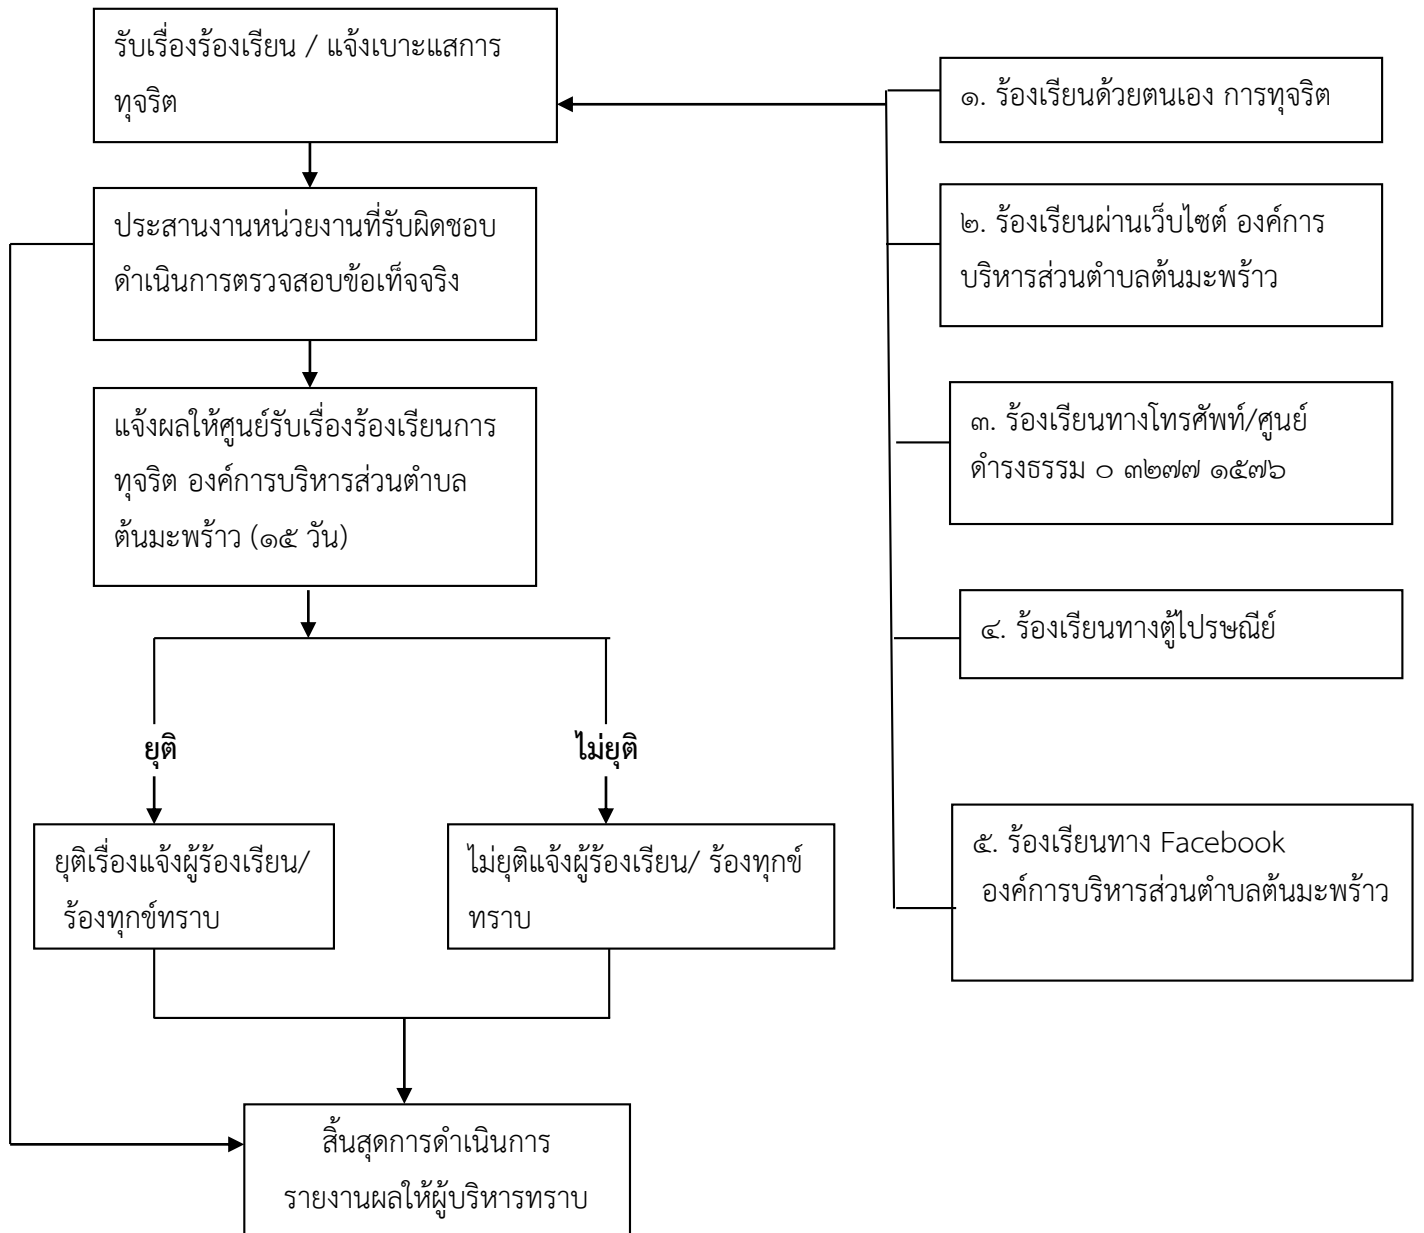 รับเรื่องร้องเรียน / แจ้งเบาะแสการ
ทุจริต
ประสานงานหน่วยงานที่รับผิดชอบ
ดำเนินการตรวจสอบข้อเท็จจริง
แจ้งผลให้ศูนย์รับเรื่องร้องเรียนการ
ทุจริต องค์การบริหารส่วนตำบล
ต้นมะพร้าว (๑๕ วัน)
ยุติ
ไม่ยุติ
ยุติเรื่องแจ้งผู้ร้องเรียน/
ร้องทุกข์ทราบ
ไม่ยุติแจ้งผู้ร้องเรียน/ ร้องทุกข์
ทราบ
สิ้นสุดการดำเนินการ
รายงานผลให้ผู้บริหารทราบ
๑. ร้องเรียนด้วยตนเอง การทุจริต
๒. ร้องเรียนผ่านเว็บไซต์ องค์การ
บริหารส่วนตำบลต้นมะพร้าว
๓. ร้องเรียนทางโทรศัพท์/ศูนย์
ดำรงธรรม ๐ ๓๒๗๗ ๑๕๗๖
๔. ร้องเรียนทางตู้ไปรษณีย์
๕. ร้องเรียนทาง Facebook
องค์การบริหารส่วนตำบลต้นมะพร้าว